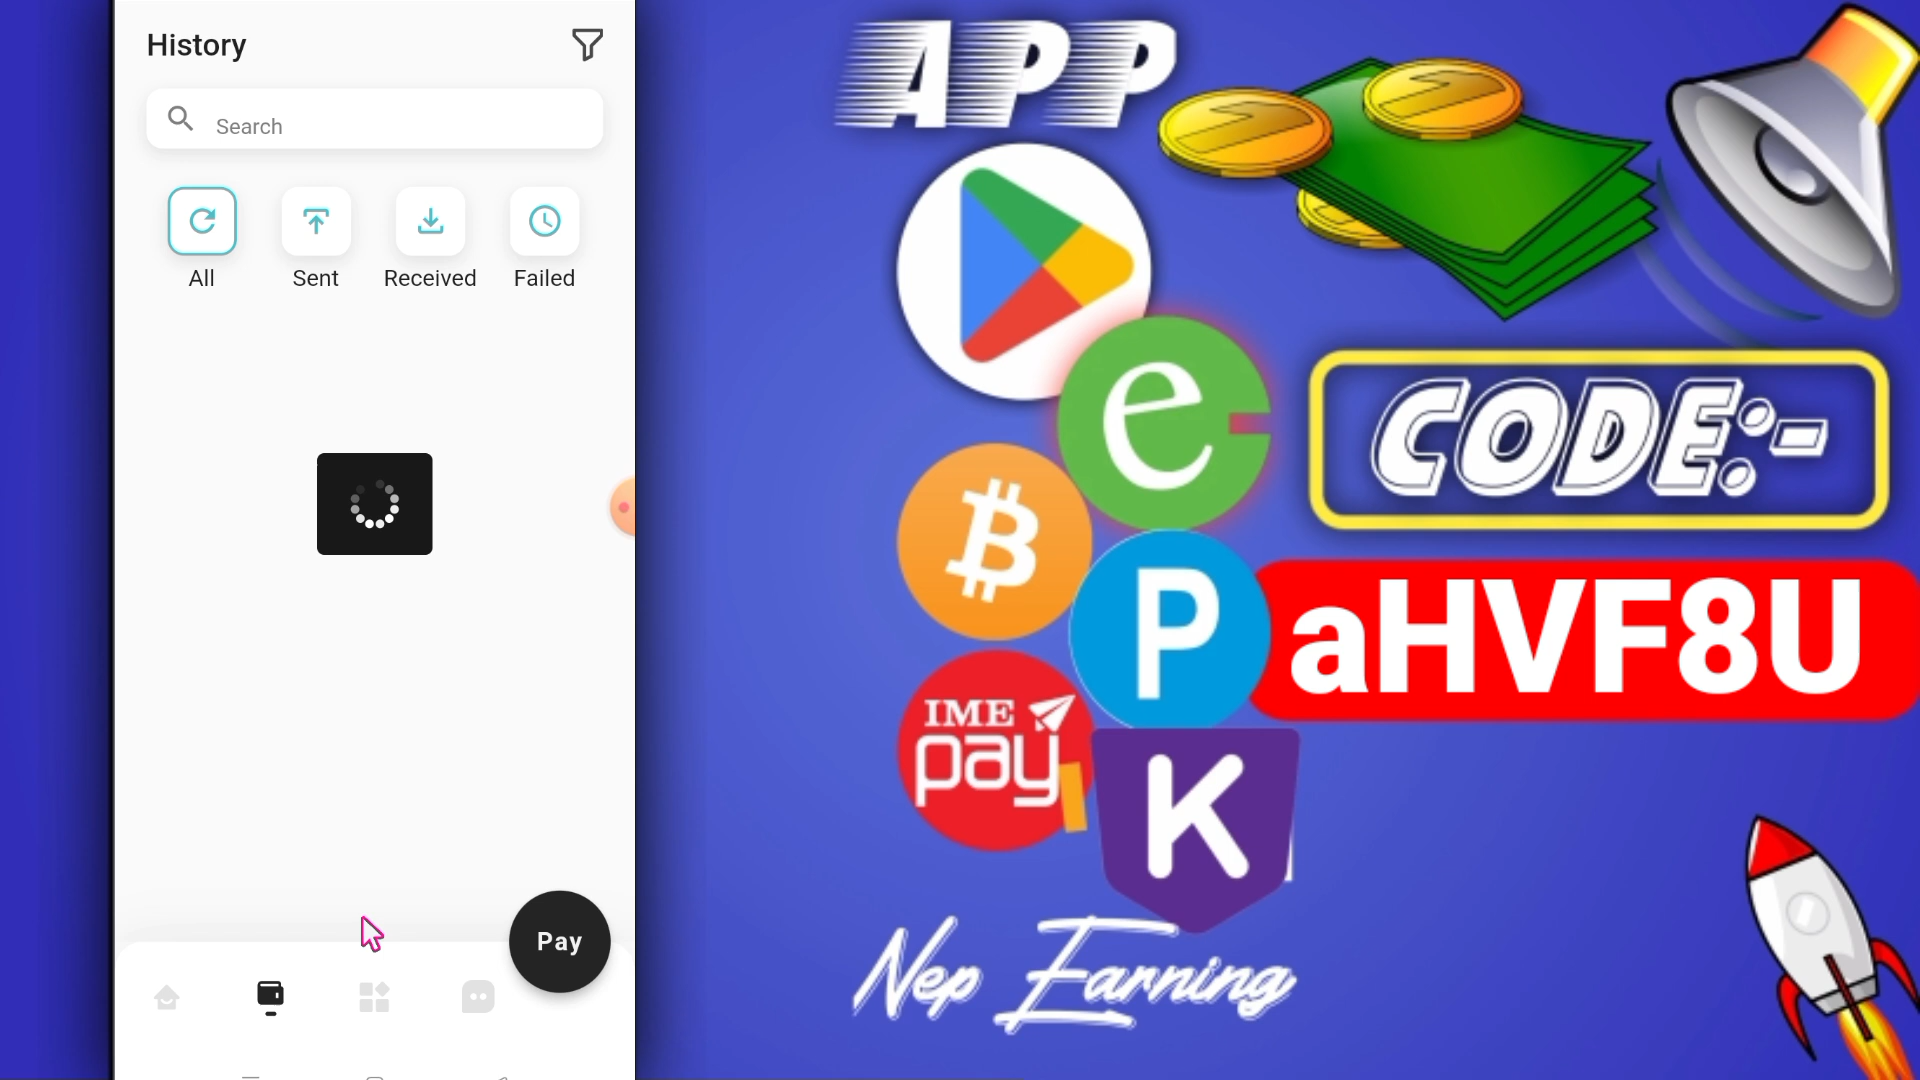 History
Search
All
Sent
Received
Failed
Pay
APP
e
P
IME
pay
K
CODE:-
aHVF8U
Nep Earning